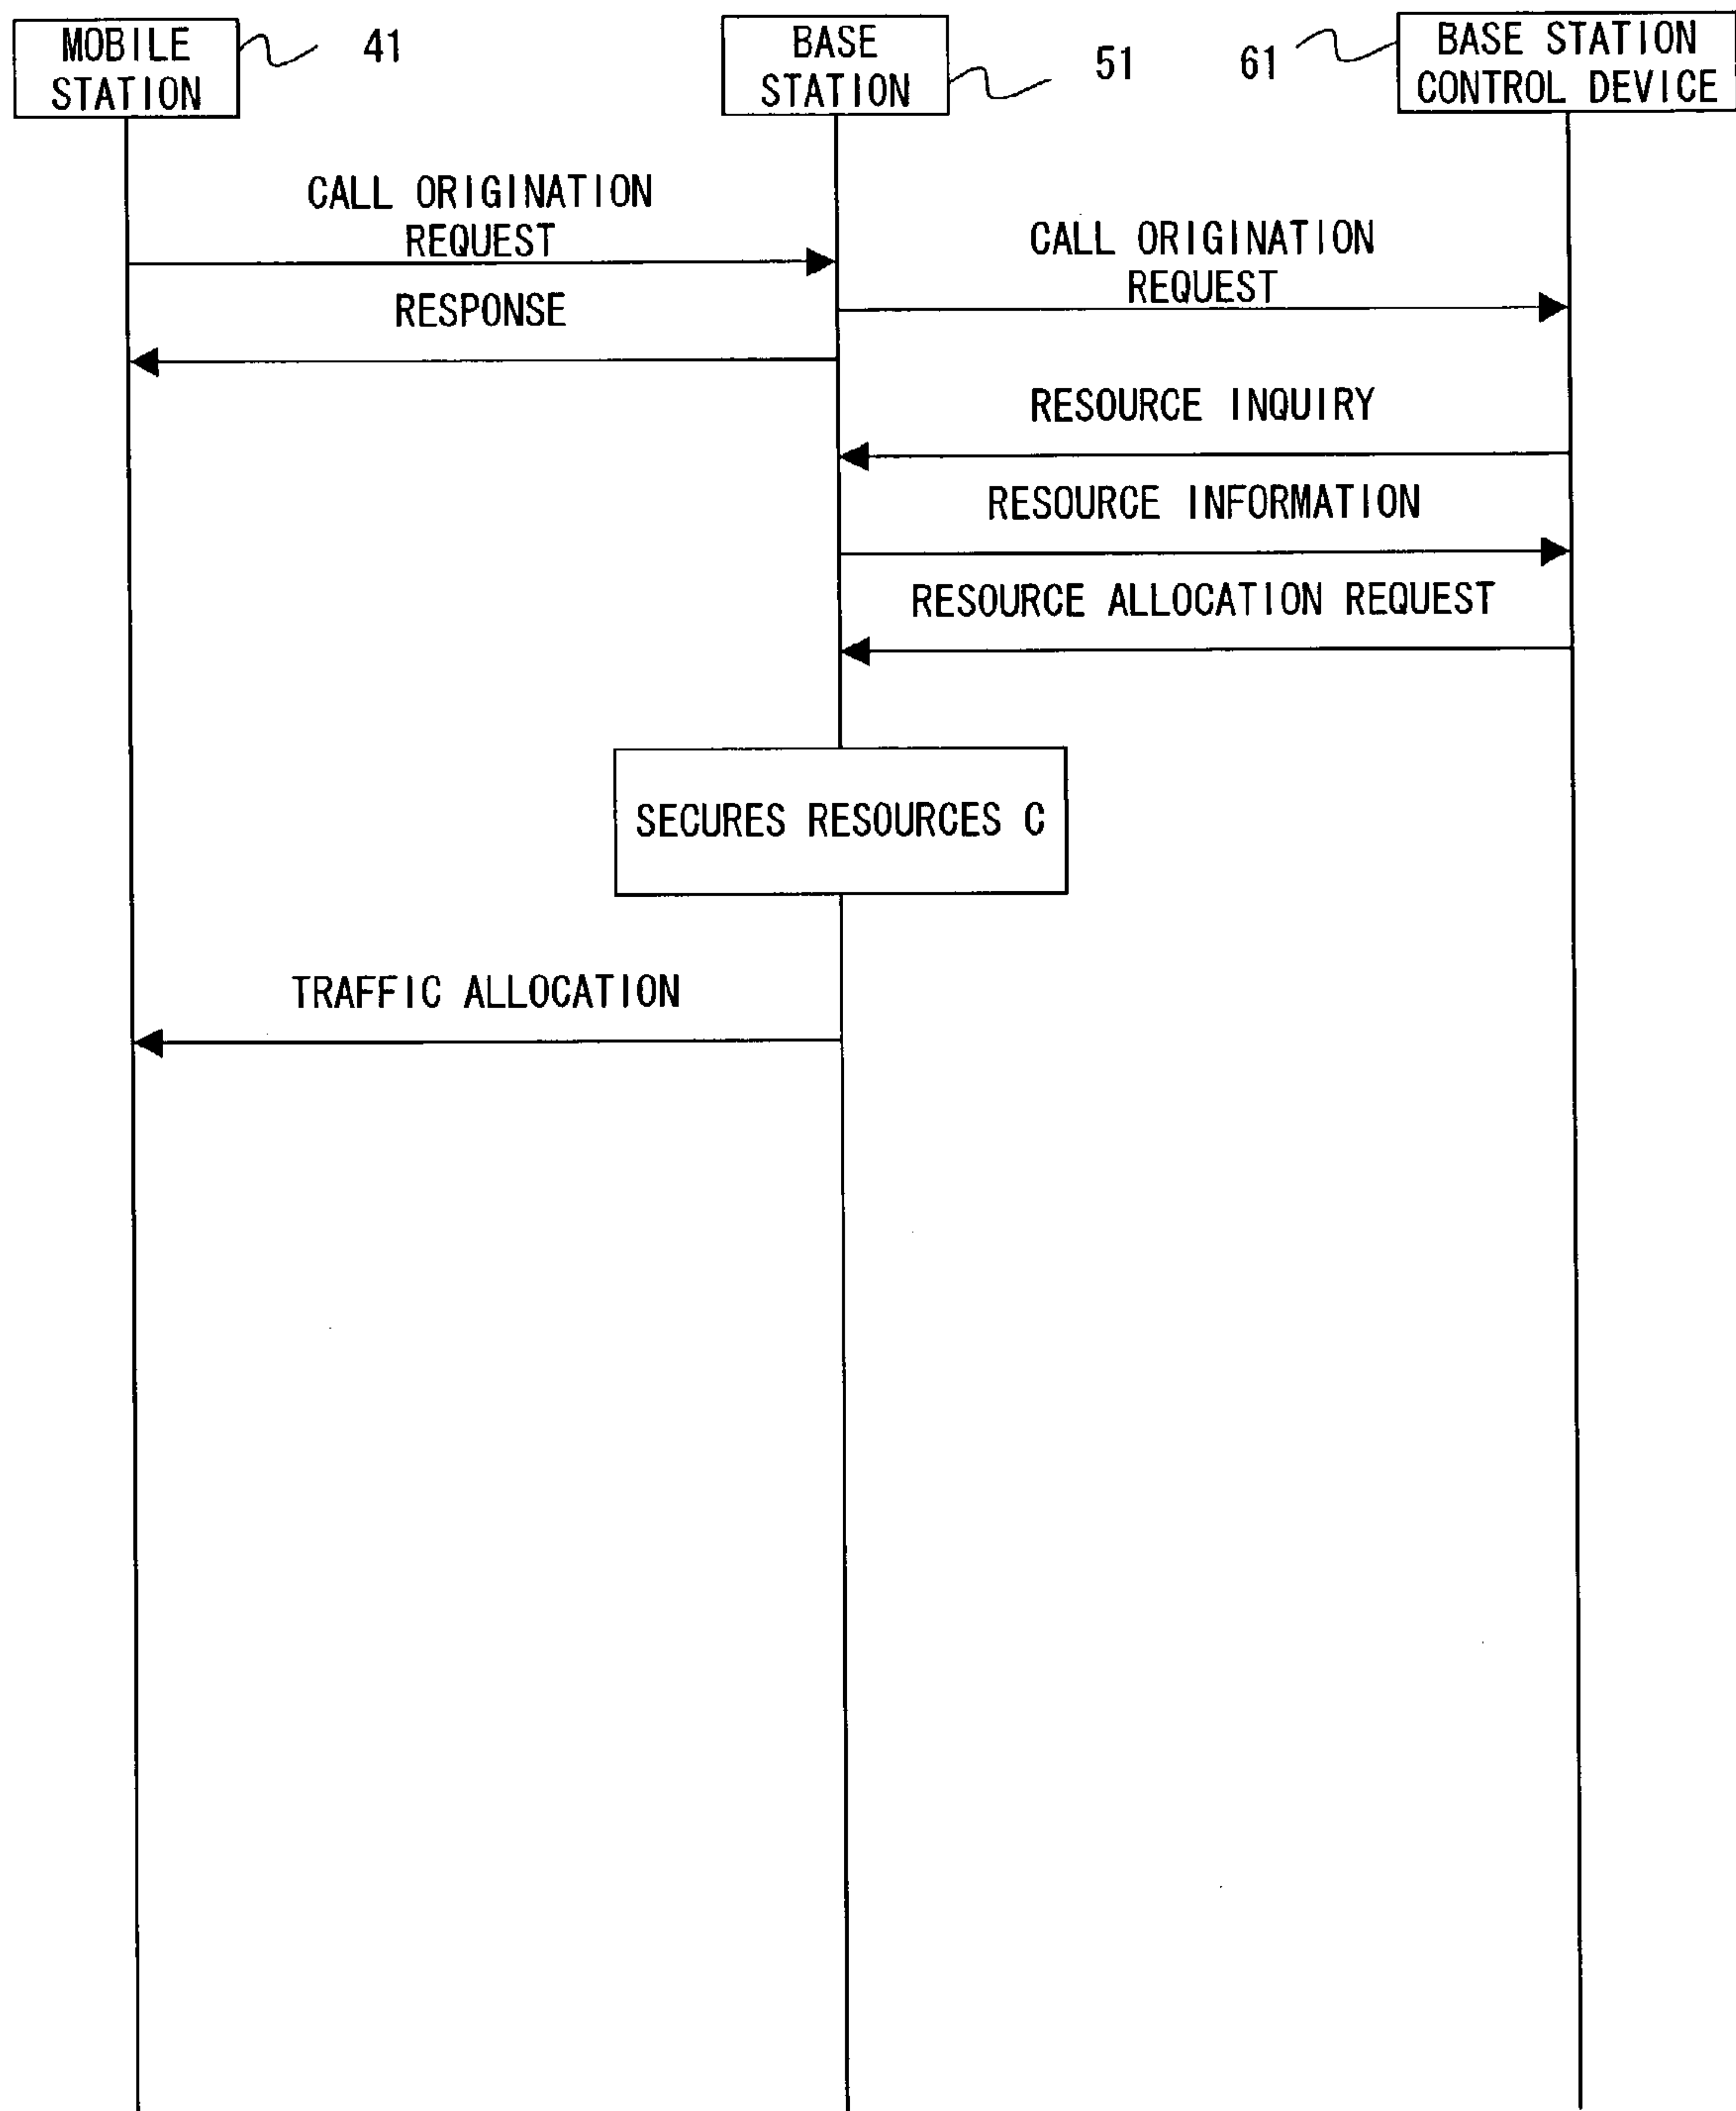 MOBILE
STATION
41
BASE
STATION
51
61
BASE STATION
CONTROL DEVICE
CALL ORIGINATION
REQUEST
CALL ORIGINATION
REQUEST
RESPONSE
RESOURCE INQUIRY
RESOURCE INFORMATION
RESOURCE ALLOCATION REQUEST
SECURES RESOURCES C
TRAFFIC ALLOCATION